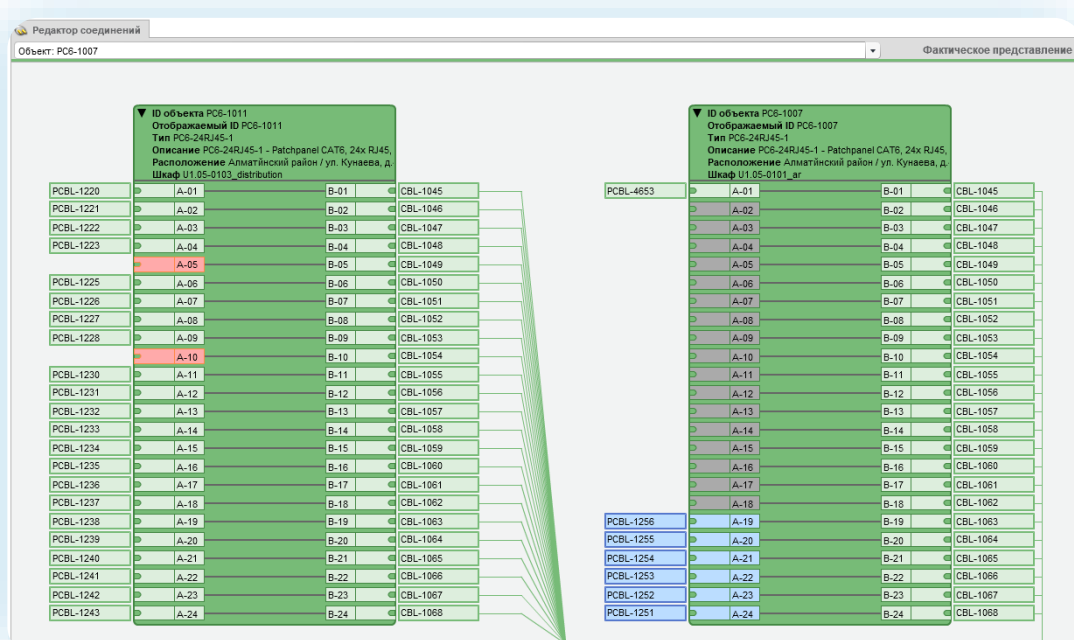 Редактор соединений
Объект: PC6-1007
Фактическое представление
ID объекта PC6-1011
Отображаемый ID PC6-1011
Тип PC6-24RJ45-1
Описание PC6-24RJ45-1 - Patchpanel CAT6, 24x RJ45,
Расположение Алматйнский район / ул. Кунаева, д.
Шкаф U1.05-0103_distribution
PCBL-1220 A-01 B-01 CBL-1045
PCBL-1221 A-02 B-02 CBL-1046
PCBL-1222 A-03 B-03 CBL-1047
PCBL-1223 A-04 B-04 CBL-1048
A-05 B-05 CBL-1049
PCBL-1225 A-06 B-06 CBL-1050
PCBL-1226 A-07 B-07 CBL-1051
PCBL-1227 A-08 B-08 CBL-1052
PCBL-1228 A-09 B-09 CBL-1053
A-10 B-10 CBL-1054
PCBL-1230 A-11 B-11 CBL-1055
PCBL-1231 A-12 B-12 CBL-1056
PCBL-1232 A-13 B-13 CBL-1057
PCBL-1233 A-14 B-14 CBL-1058
PCBL-1234 A-15 B-15 CBL-1059
PCBL-1235 A-16 B-16 CBL-1060
PCBL-1236 A-17 B-17 CBL-1061
PCBL-1237 A-18 B-18 CBL-1062
PCBL-1238 A-19 B-19 CBL-1063
PCBL-1239 A-20 B-20 CBL-1064
PCBL-1240 A-21 B-21 CBL-1065
PCBL-1241 A-22 B-22 CBL-1066
PCBL-1242 A-23 B-23 CBL-1067
PCBL-1243 A-24 B-24 CBL-1068
ID объекта PC6-1007
Отображаемый ID PC6-1007
Тип PC6-24RJ45-1
Описание PC6-24RJ45-1 - Patchpanel CAT6, 24x RJ45,
Расположение Алматйнский район / ул. Кунаева, д.
Шкаф U1.05-0101_ar
PCBL-4653 A-01 B-01 CBL-1045
A-02 B-02 CBL-1046
A-03 B-03 CBL-1047
A-04 B-04 CBL-1048
A-05 B-05 CBL-1049
A-06 B-06 CBL-1050
A-07 B-07 CBL-1051
A-08 B-08 CBL-1052
A-09 B-09 CBL-1053
A-10 B-10 CBL-1054
A-11 B-11 CBL-1055
A-12 B-12 CBL-1056
A-13 B-13 CBL-1057
A-14 B-14 CBL-1058
A-15 B-15 CBL-1059
A-16 B-16 CBL-1060
A-17 B-17 CBL-1061
A-18 B-18 CBL-1062
PCBL-1256 A-19 B-19 CBL-1063
PCBL-1255 A-20 B-20 CBL-1064
PCBL-1254 A-21 B-21 CBL-1065
PCBL-1253 A-22 B-22 CBL-1066
PCBL-1252 A-23 B-23 CBL-1067
PCBL-1251 A-24 B-24 CBL-1068